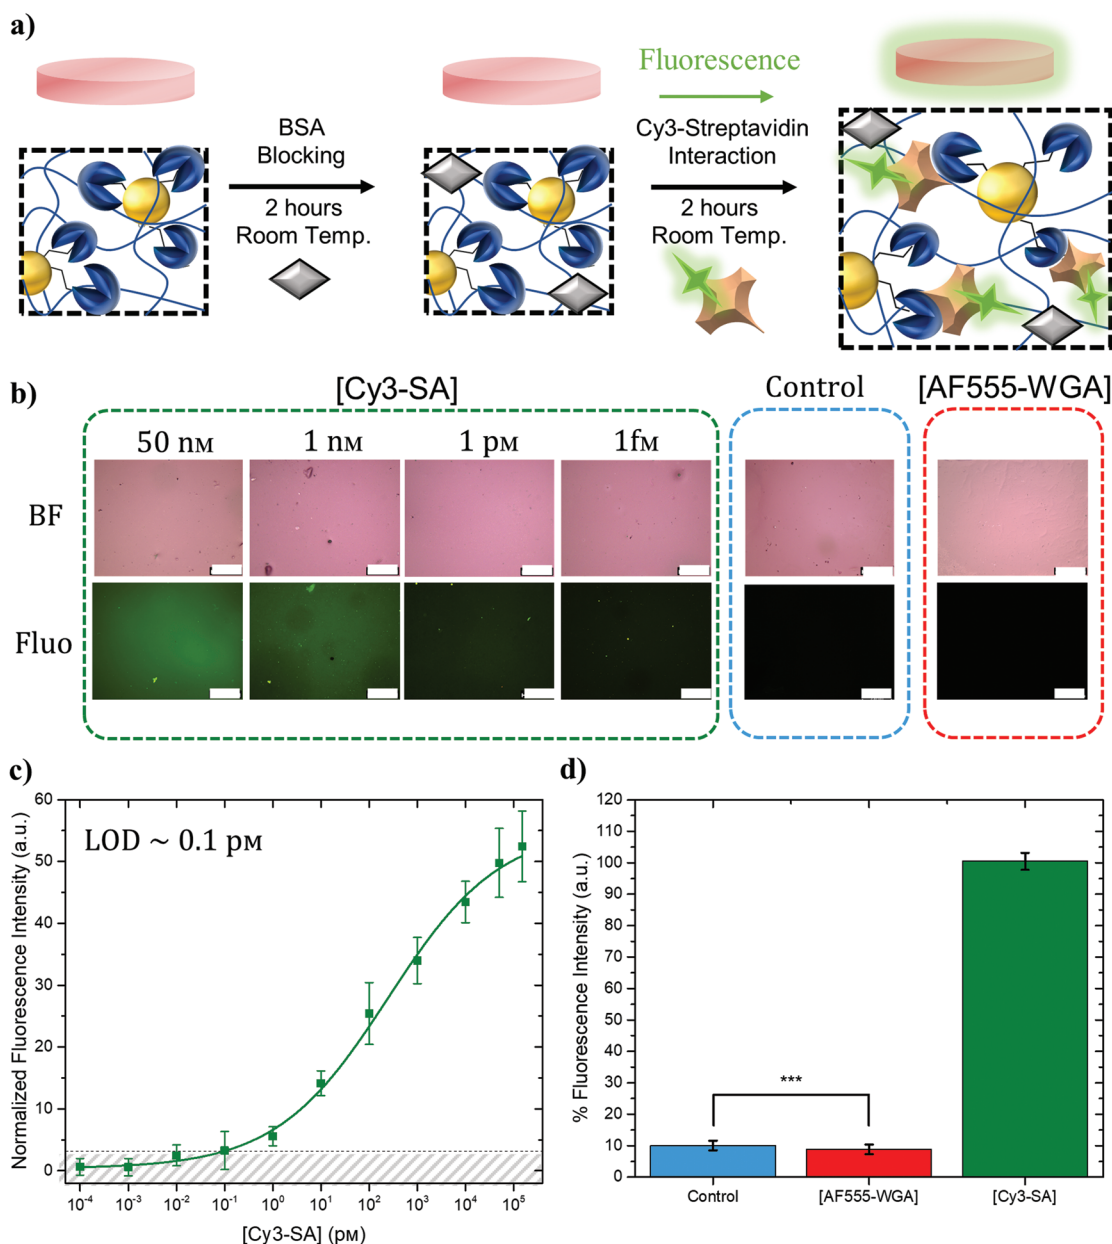 a)
Fluorescence
BSA
Blocking
2 hours
Room Temp.
Cy3-Streptavidin
Interaction
2 hours
Room Temp.
b)
[Cy3-SA]
Control
[AF555-WGA]
50 nM
1 nM
1 pM
1fM
BF
Fluo
c)
LOD ~ 0.1 pM
Normalized Fluorescence Intensity (a.u.)
60
50
40
30
20
10
0
10⁻⁴ 10⁻³ 10⁻² 10⁻¹ 10⁰ 10¹ 10² 10³ 10⁴ 10⁵
[Cy3-SA] (pM)
d)
% Fluorescence Intensity (a.u.)
120
110
100
90
80
70
60
50
40
30
20
10
0
***
Control
[AF555-WGA]
[Cy3-SA]